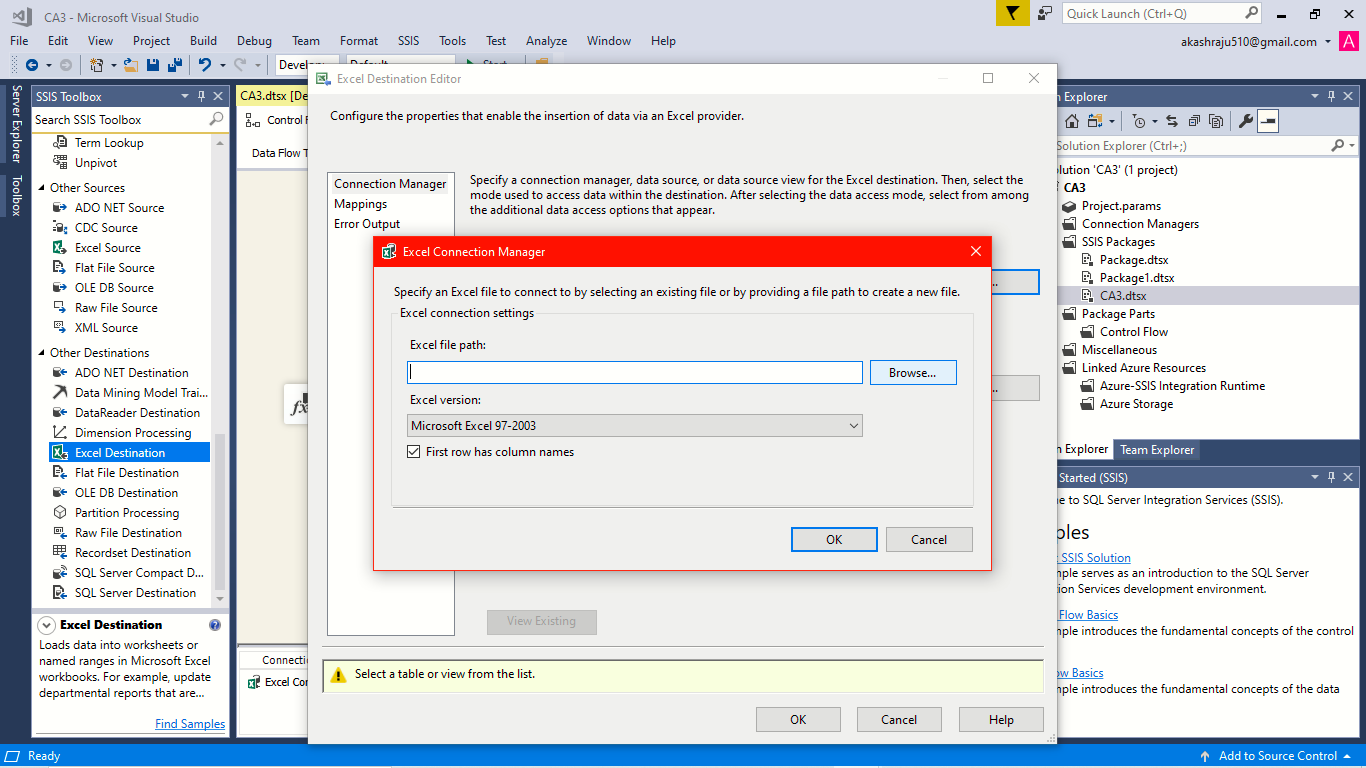 CA3 - Microsoft Visual Studio
Quick Launch (Ctrl+Q)
File Edit View Project Build Debug Team Format SSIS Tools Test Analyze Window Help
akashraju510@gmail.com
A
Server Explorer
Toolbox
SSIS Toolbox
Search SSIS Toolbox
Term Lookup
Unpivot
Other Sources
ADO NET Source
CDC Source
Excel Source
Flat File Source
OLE DB Source
Raw File Source
XML Source
Other Destinations
ADO NET Destination
Data Mining Model Trai...
DataReader Destination
Dimension Processing
Excel Destination
Flat File Destination
OLE DB Destination
Partition Processing
Raw File Destination
Recordset Destination
SQL Server Compact D...
SQL Server Destination
Excel Destination
Loads data into worksheets or
named ranges in Microsoft Excel
workbooks. For example, update
departmental reports that are...
Find Samples
CA3.dtsx [De
Control F
Data Flow T
fx
Connecti
Excel Cor
Excel Destination Editor
Configure the properties that enable the insertion of data via an Excel provider.
Connection Manager
Mappings
Error Output
Specify a connection manager, data source, or data source view for the Excel destination. Then, select the
mode used to access data within the destination. After selecting the data access mode, select from among
the additional data access options that appear.
Excel Connection Manager
Specify an Excel file to connect to by selecting an existing file or by providing a file path to create a new file.
Excel connection settings
Excel file path:
Browse...
Excel version:
Microsoft Excel 97-2003
First row has column names
OK Cancel
View Existing
Select a table or view from the list.
OK Cancel Help
n Explorer
Solution Explorer (Ctrl+;)
olution 'CA3' (1 project)
CA3
Project.params
Connection Managers
SSIS Packages
Package.dtsx
Package1.dtsx
CA3.dtsx
Package Parts
Control Flow
Miscellaneous
Linked Azure Resources
Azure-SSIS Integration Runtime
Azure Storage
n Explorer Team Explorer
Started (SSIS)
ne to SQL Server Integration Services (SSIS).
ples
SSIS Solution
mple serves as an introduction to the SQL Server
tion Services development environment.
Flow Basics
mple introduces the fundamental concepts of the control
ow Basics
mple introduces the fundamental concepts of the data
Ready
Add to Source Control